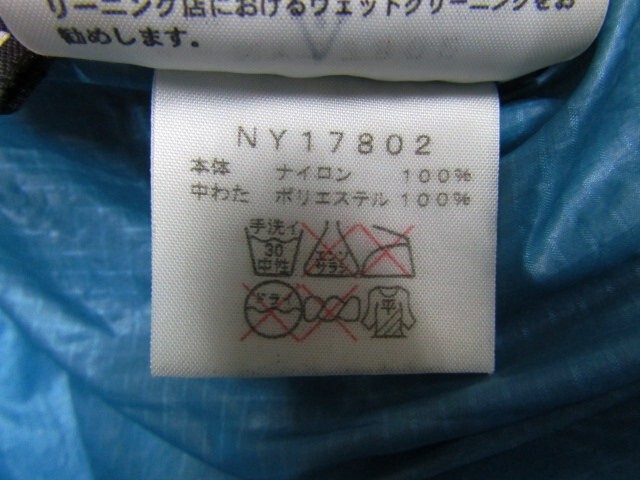 リーニング店におけるウェットクリーニングをお
勧めします。
NY17802
本体 ナイロン 100%
中わた ポリエステル 100%
手洗イ
30
中性
エンソ
サラシ
ドライ
平